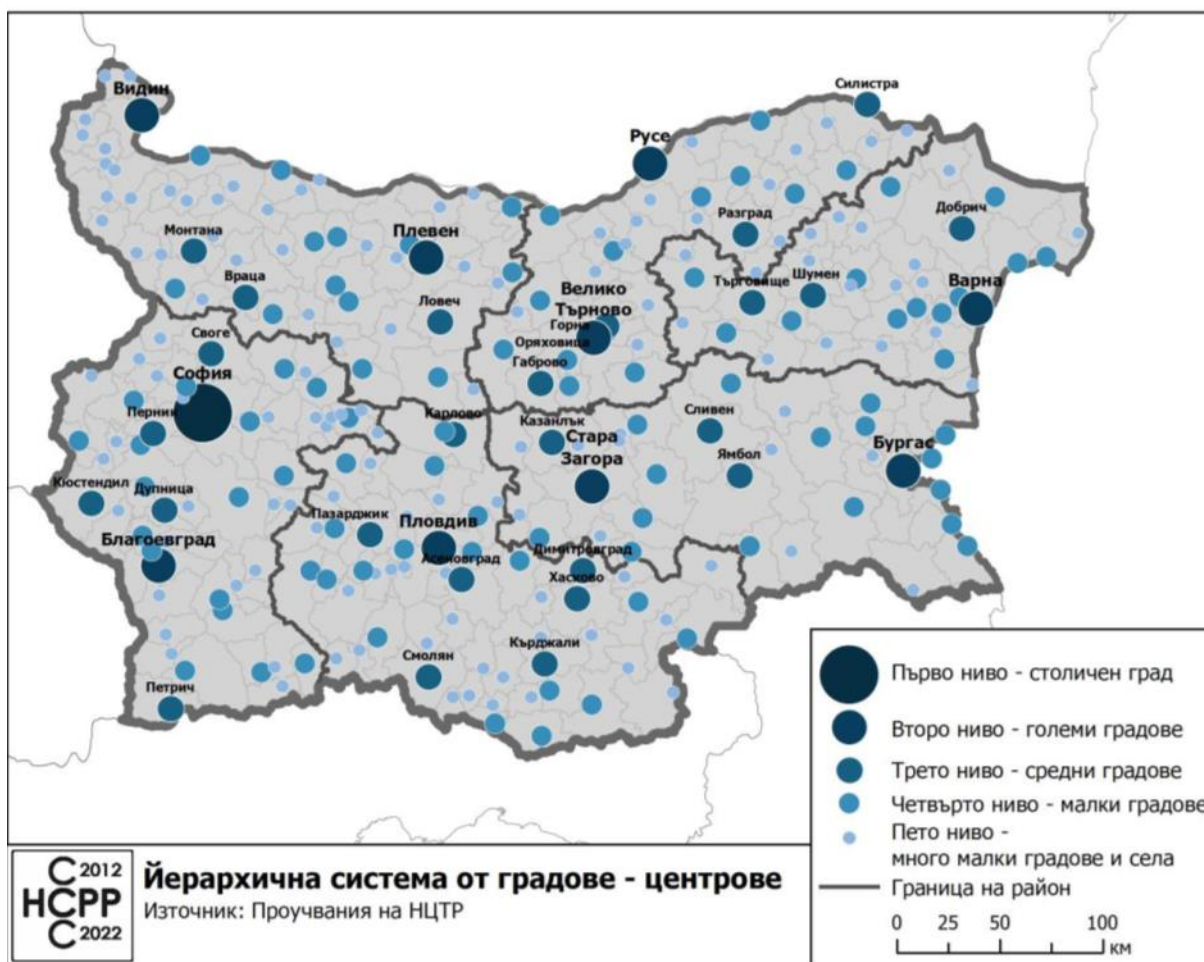 Видин
Силистра
Русе
Добрич
Разград
Монтана
Плевен
Враца
Велико
Търново
Търговище
Шумен
Варна
Ловеч
Горна
Оряховица
Своге
Габрово
София
Перник
Карлово
Казанлък
Сливен
Стара
Загора
Бургас
Ямбол
Кюстендил
Дупница
Пазарджик
Пловдив
Благоевград
Асеновград
Димитровград
Хасково
Кърджали
Смолян
Петрич
Първо ниво - столичен град
Второ ниво - големи градове
Трето ниво - средни градове
Четвърто ниво - малки градове
Пето ниво -
много малки градове и села
Граница на район
0 25 50 100
км
С 2012
НСРР
С 2022
Йерархична система от градове - центрове
Източник: Проучвания на НЦТР